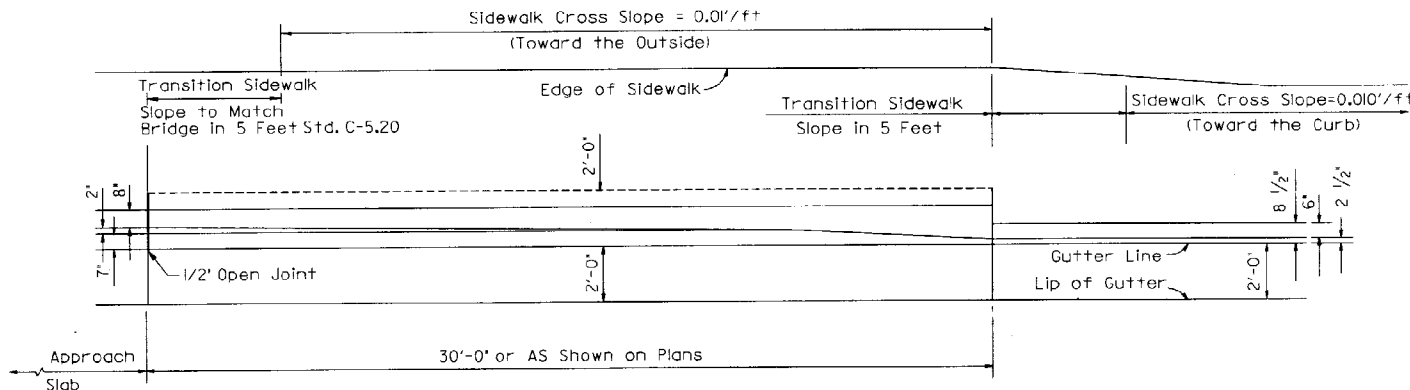 Sidewalk Cross Slope = 0.01'/ft
(Toward the Outside)
Transition Sidewalk
Slope to Match
Bridge in 5 Feet Std. C-5.20
Edge of Sidewalk
Transition Sidewalk
Slope in 5 Feet
Sidewalk Cross Slope=0.010'/ft
(Toward the Curb)
2'-0"
2"
8"
7"
1/2" Open Joint
2'-0"
8 1/2"
6"
2 1/2"
Gutter Line
Lip of Gutter
2'-0"
Approach
Slab
30'-0" or AS Shown on Plans